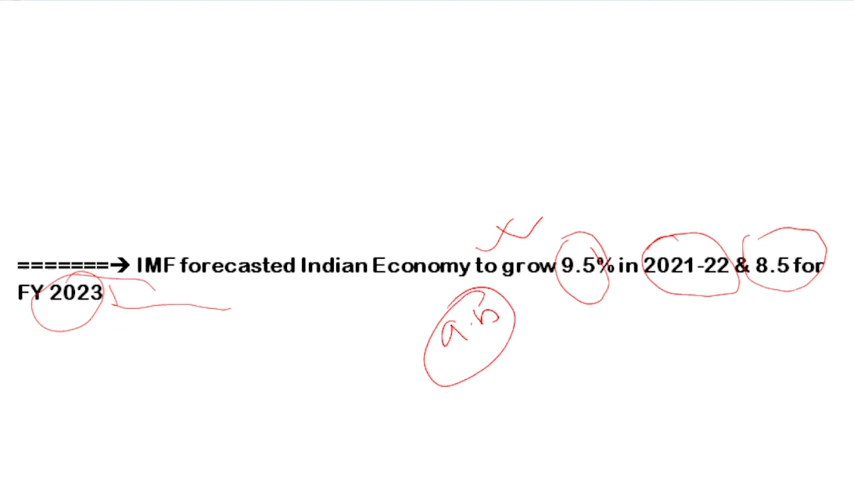 =======→ IMF forecasted Indian Economy to grow 9.5% in 2021-22 & 8.5 for
FY 2023
9.5